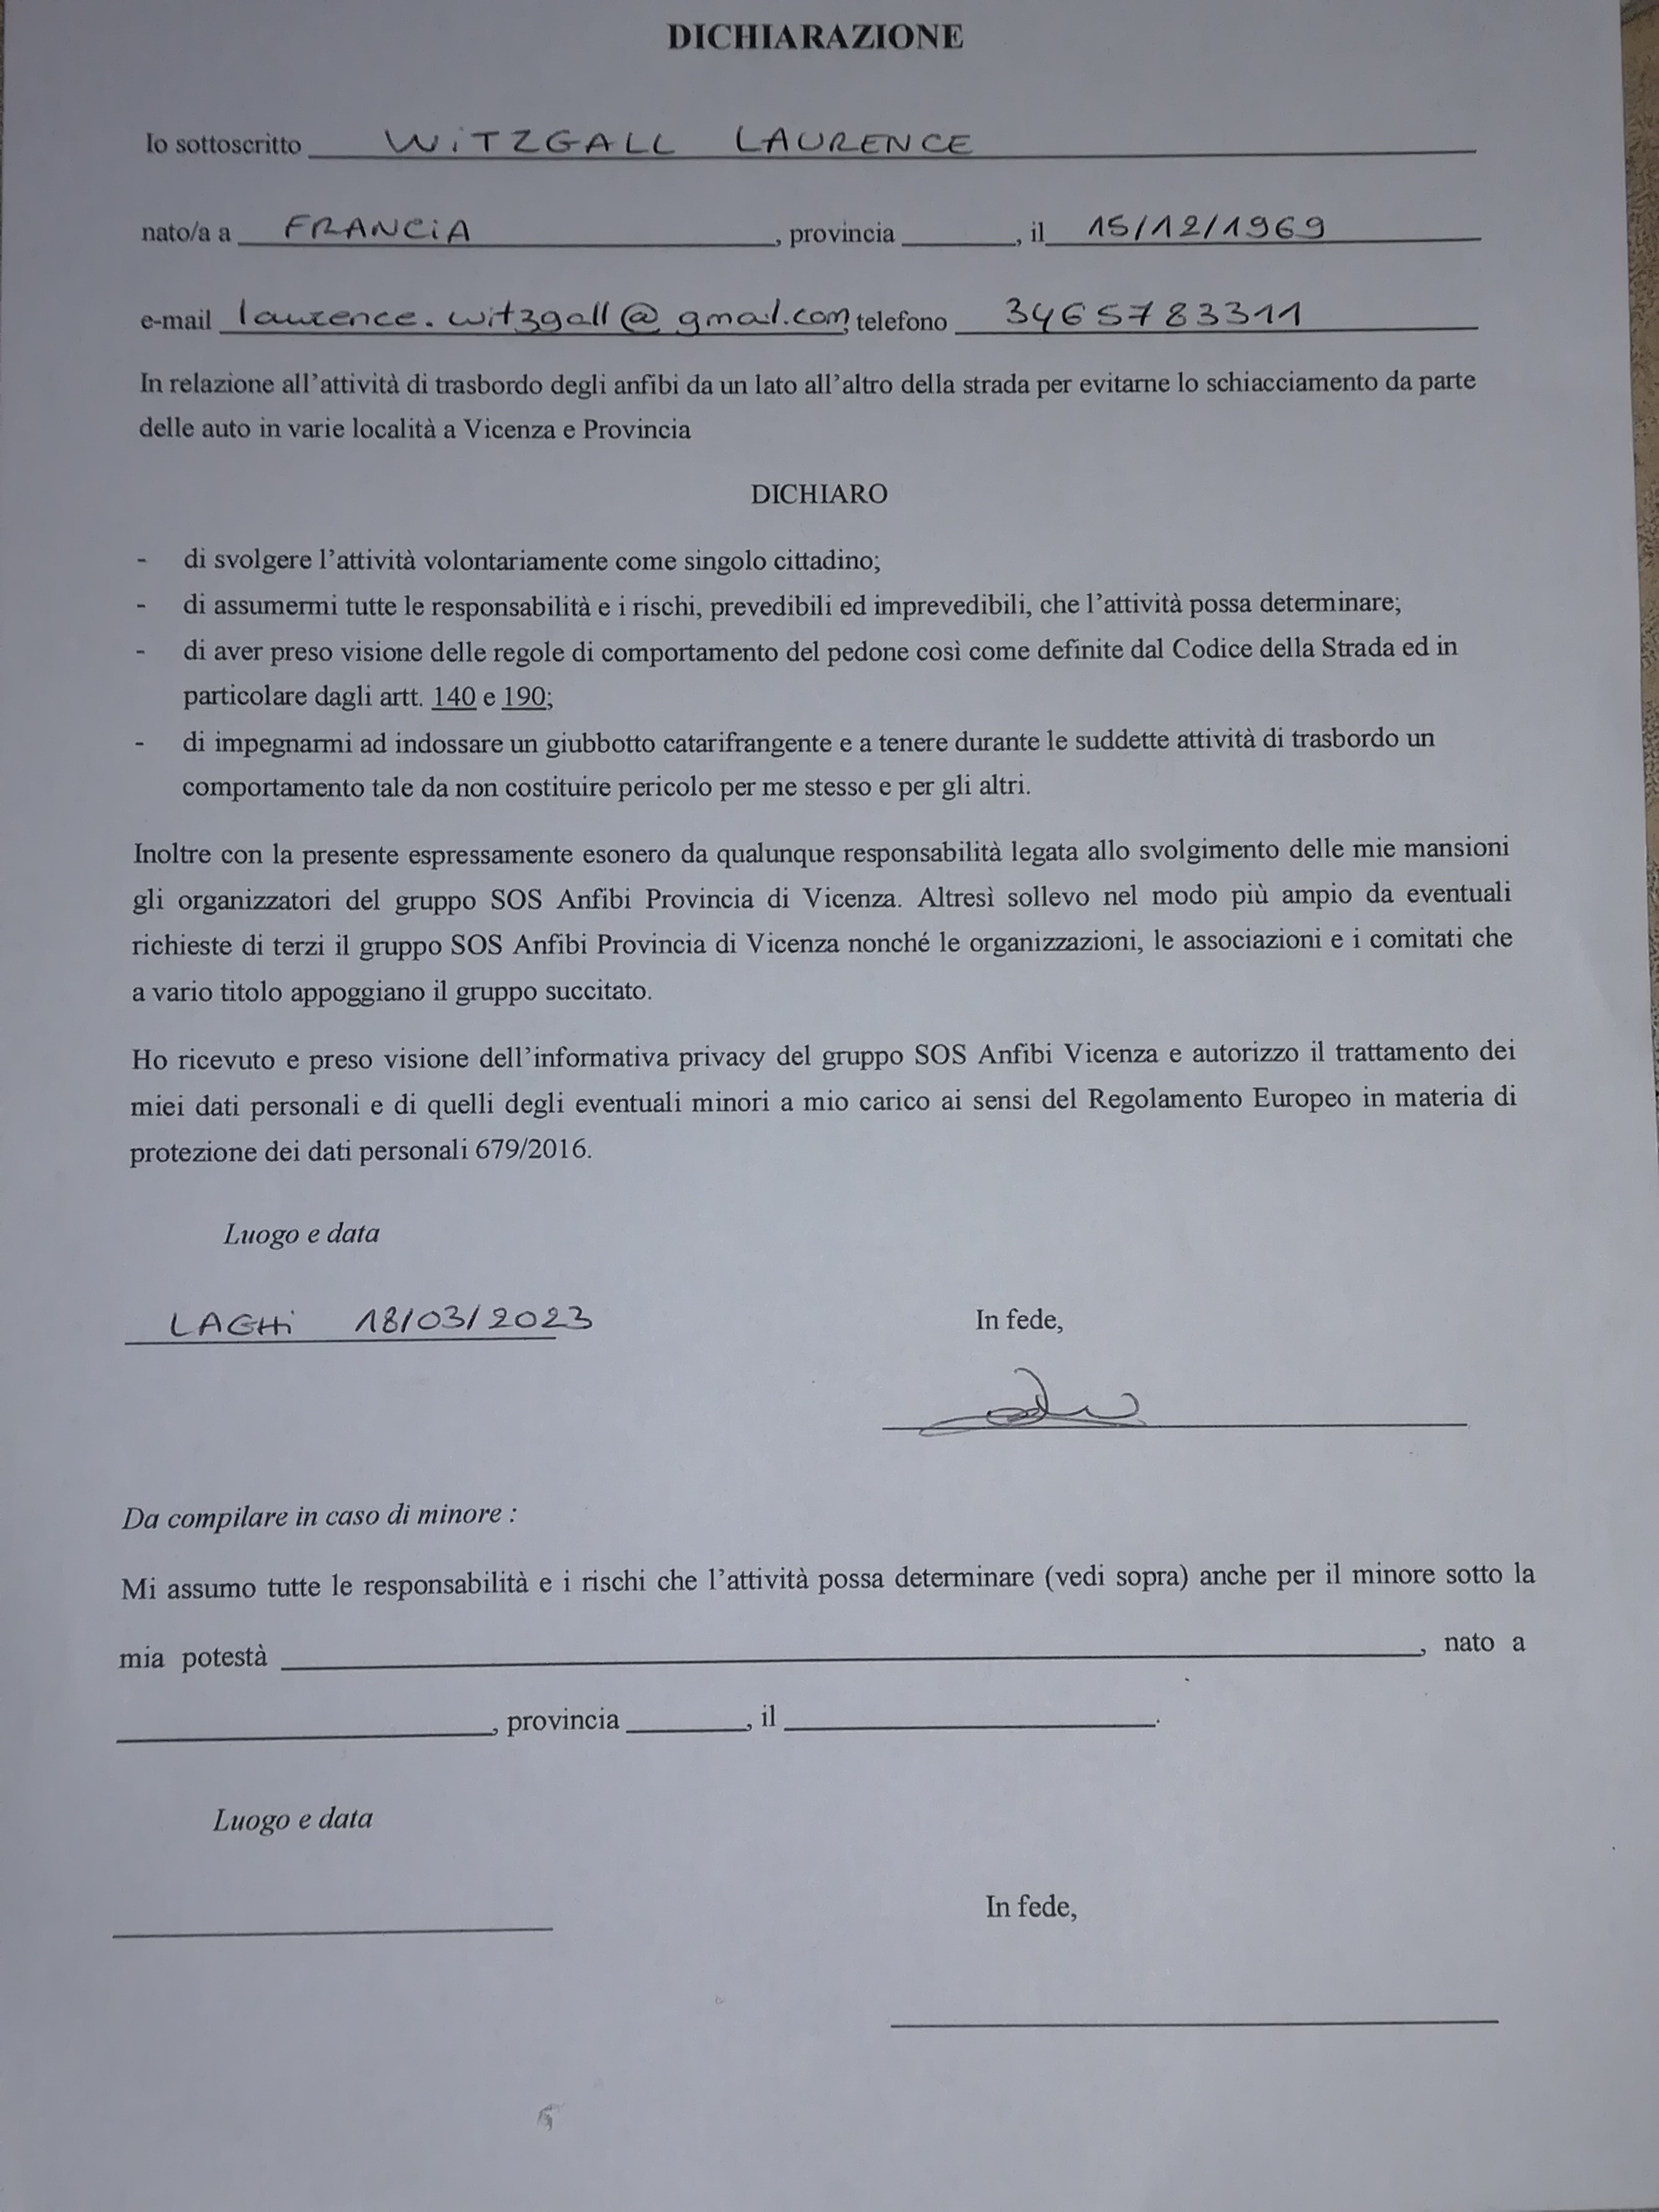 DICHIARAZIONE
Io sottoscritto WITZGALL LAURENCE
nato/a a FRANCIA, provincia ______, il 15/12/1969
e-mail laurence.witzgall@gmail.com, telefono 3465783311
In relazione all'attività di trasbordo degli anfibi da un lato all'altro della strada per evitarne lo schiacciamento da parte
delle auto in varie località a Vicenza e Provincia
DICHIARO
- di svolgere l'attività volontariamente come singolo cittadino;
- di assumermi tutte le responsabilità e i rischi, prevedibili ed imprevedibili, che l'attività possa determinare;
- di aver preso visione delle regole di comportamento del pedone così come definite dal Codice della Strada ed in
particolare dagli artt. 140 e 190;
- di impegnarmi ad indossare un giubbotto catarifrangente e a tenere durante le suddette attività di trasbordo un
comportamento tale da non costituire pericolo per me stesso e per gli altri.
Inoltre con la presente espressamente esonero da qualunque responsabilità legata allo svolgimento delle mie mansioni
gli organizzatori del gruppo SOS Anfibi Provincia di Vicenza. Altresì sollevo nel modo più ampio da eventuali
richieste di terzi il gruppo SOS Anfibi Provincia di Vicenza nonché le organizzazioni, le associazioni e i comitati che
a vario titolo appoggiano il gruppo succitato.
Ho ricevuto e preso visione dell'informativa privacy del gruppo SOS Anfibi Vicenza e autorizzo il trattamento dei
miei dati personali e di quelli degli eventuali minori a mio carico ai sensi del Regolamento Europeo in materia di
protezione dei dati personali 679/2016.
Luogo e data
LAGHI 18/03/2023
In fede,
Da compilare in caso di minore :
Mi assumo tutte le responsabilità e i rischi che l'attività possa determinare (vedi sopra) anche per il minore sotto la
mia potestà ______, nato a
______, provincia ______, il ______.
Luogo e data
In fede,